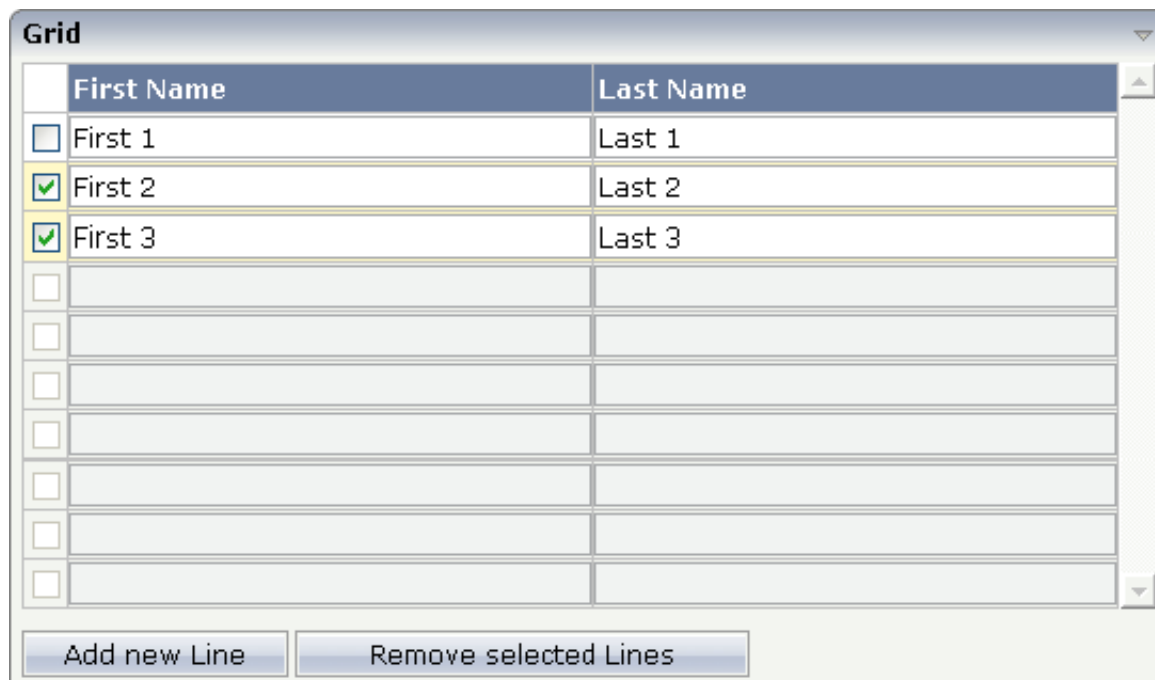 Grid
First Name Last Name
First 1 Last 1
First 2 Last 2
First 3 Last 3
Add new Line Remove selected Lines